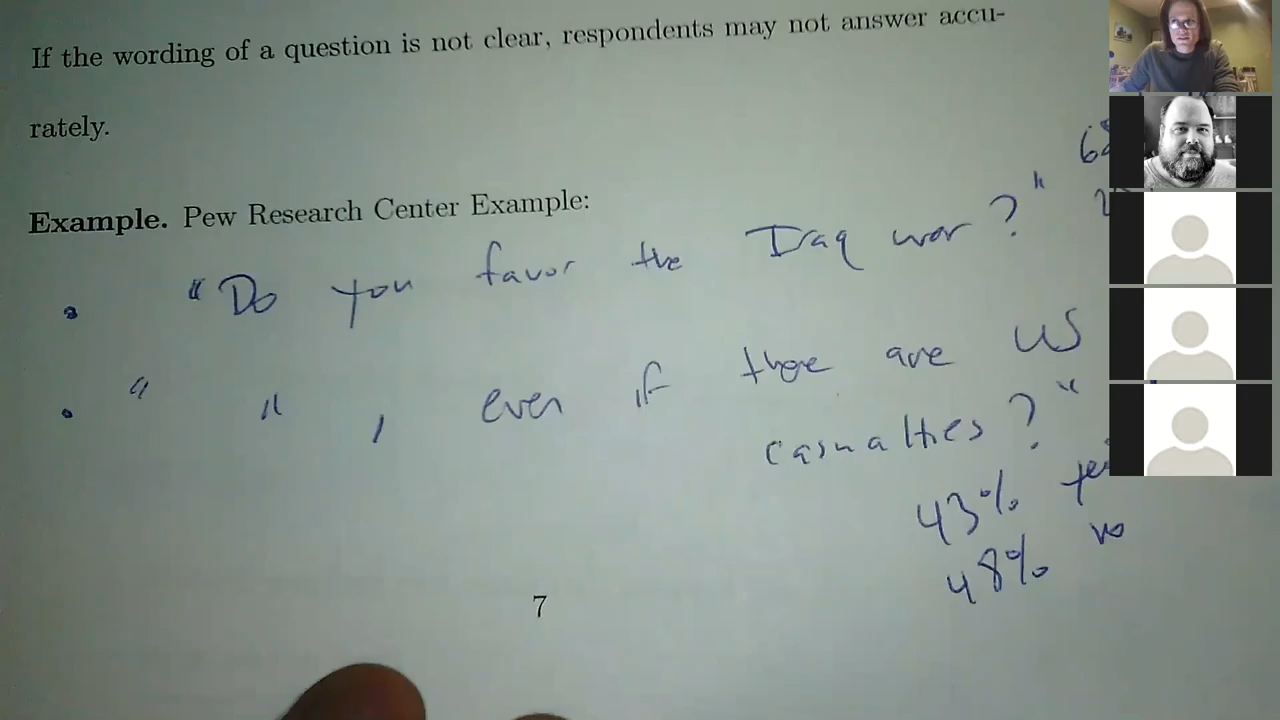 If the wording of a question is not clear, respondents may not answer accu-
rately.
Example. Pew Research Center Example:
• "Do you favor the Iraq war?"
• " " , even if there are US
casualties?"
43%
48% no
7